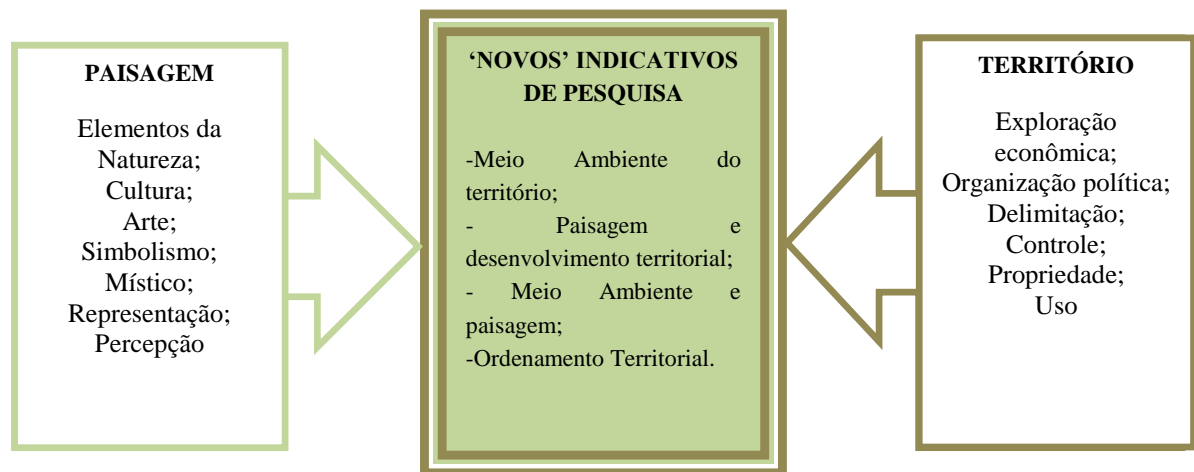 PAISAGEM
Elementos da
Natureza;
Cultura;
Arte;
Simbolismo;
Místico;
Representação;
Percepção
‘NOVOS’ INDICATIVOS
DE PESQUISA
-Meio Ambiente do
território;
- Paisagem e
desenvolvimento territorial;
- Meio Ambiente e
paisagem;
-Ordenamento Territorial.
TERRITÓRIO
Exploração
econômica;
Organização política;
Delimitação;
Controle;
Propriedade;
Uso